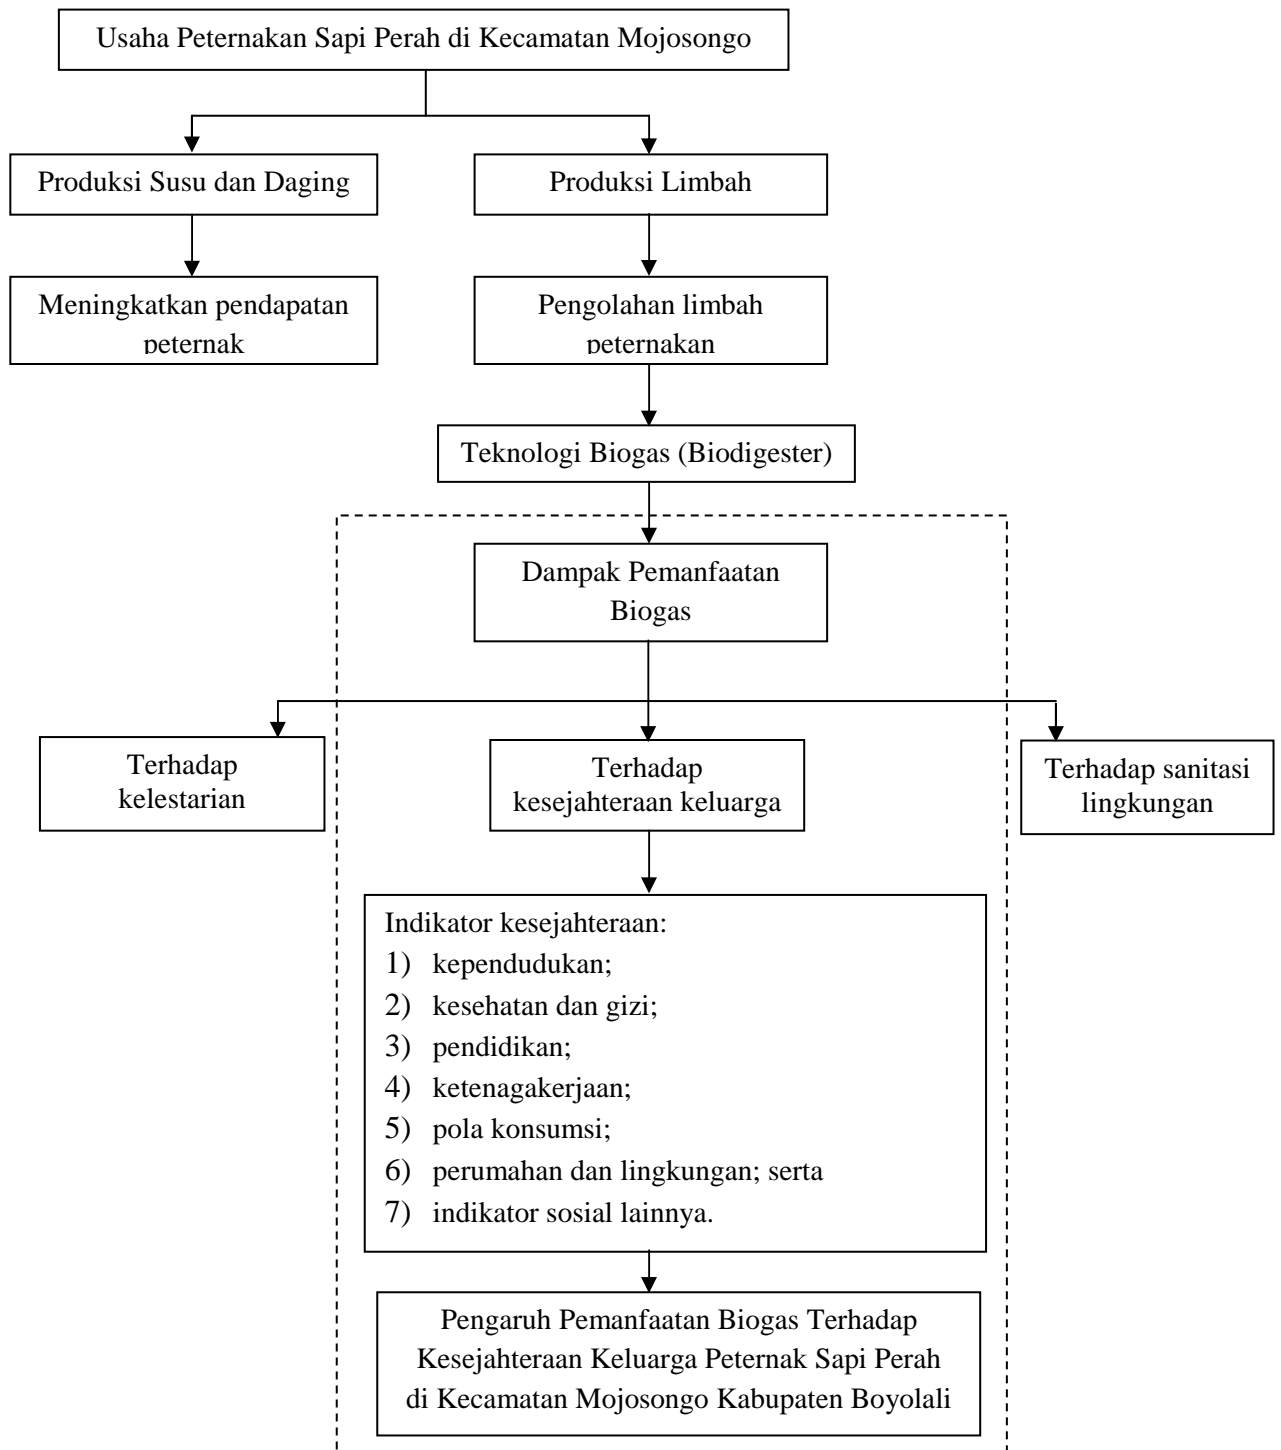 Usaha Peternakan Sapi Perah di Kecamatan Mojosongo
Produksi Susu dan Daging
Produksi Limbah
Meningkatkan pendapatan
peternak
Pengolahan limbah
peternakan
Teknologi Biogas (Biodigester)
Dampak Pemanfaatan
Biogas
Terhadap
kelestarian
Terhadap
kesejahteraan keluarga
Terhadap sanitasi
lingkungan
Indikator kesejahteraan:
1) kependudukan;
2) kesehatan dan gizi;
3) pendidikan;
4) ketenagakerjaan;
5) pola konsumsi;
6) perumahan dan lingkungan; serta
7) indikator sosial lainnya.
Pengaruh Pemanfaatan Biogas Terhadap
Kesejahteraan Keluarga Peternak Sapi Perah
di Kecamatan Mojosongo Kabupaten Boyolali